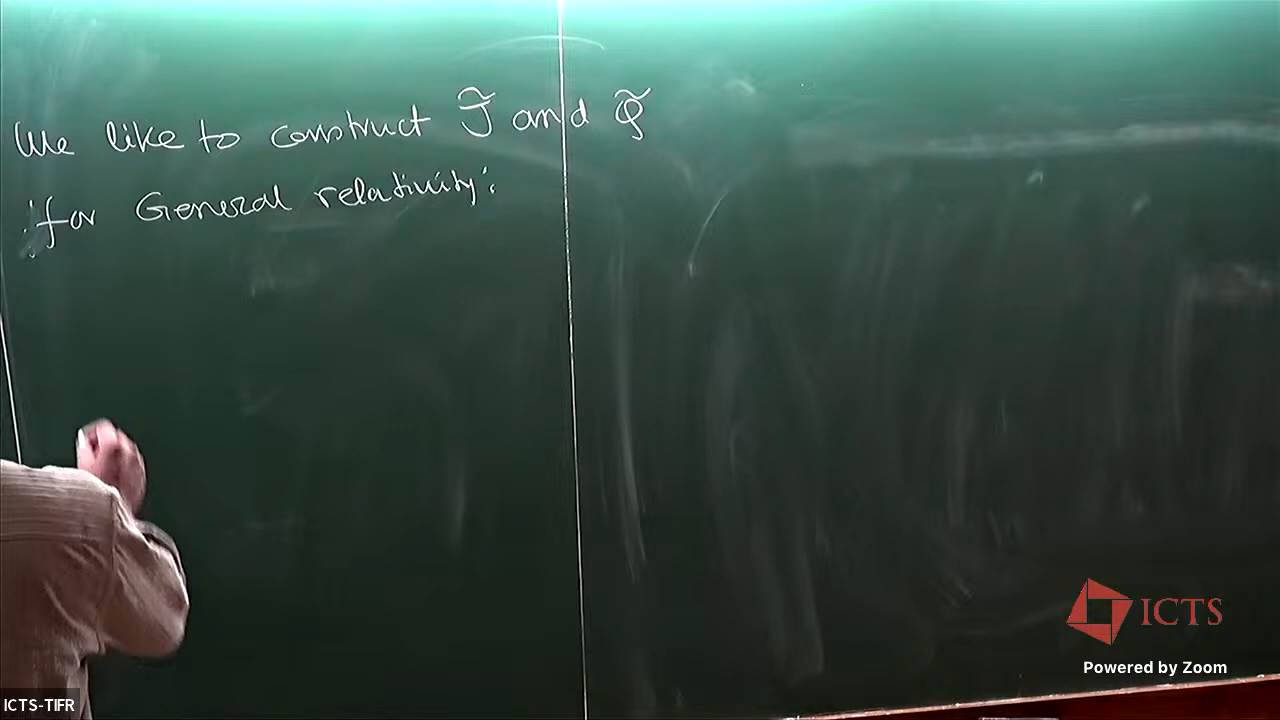 We like to construct J̃ and Q̃
for General relativity:
ICTS
Powered by Zoom
ICTS-TIFR